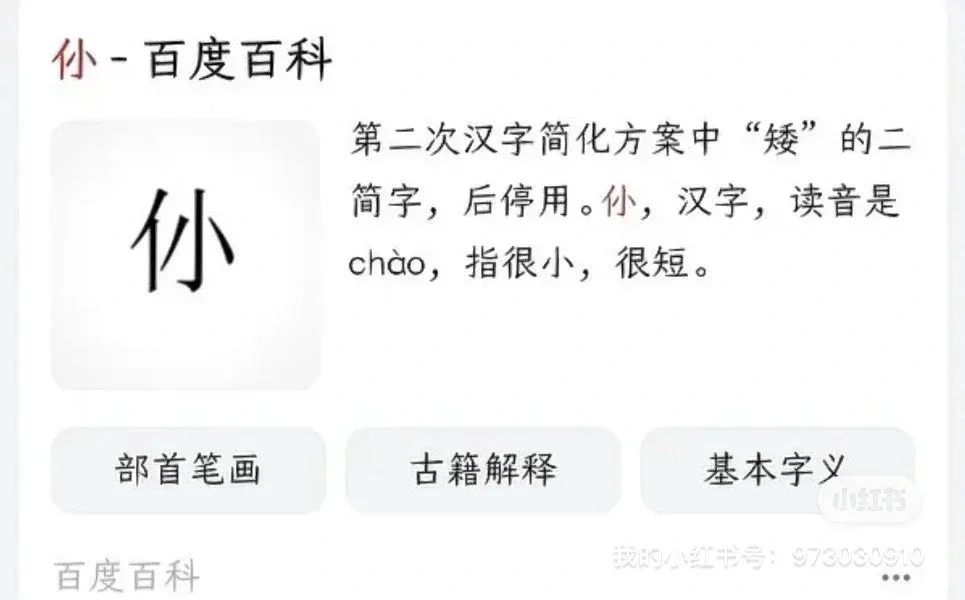 仦 - 百度百科
仦
第二次汉字简化方案中“矮”的二
简字，后停用。仦，汉字，读音是
chào，指很小，很短。
部首笔画
古籍解释
基本字义
小红书
我的小红书号：973030910
百度百科